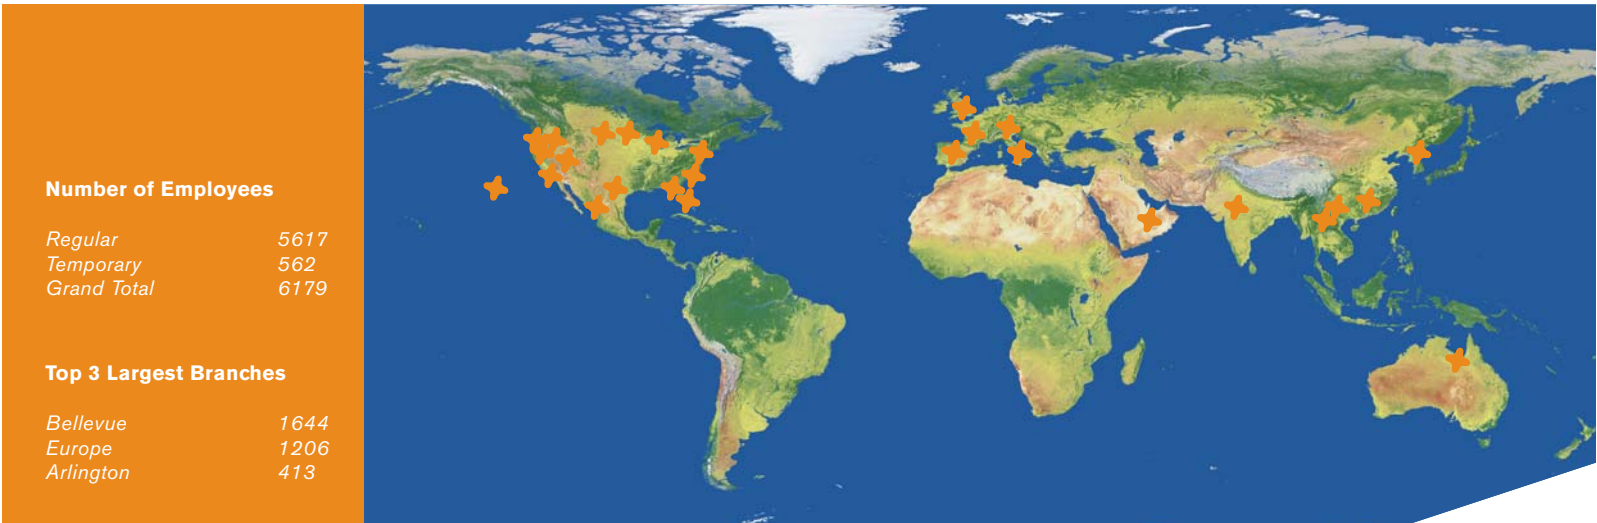 Number of Employees
Regular 5617
Temporary 562
Grand Total 6179
Top 3 Largest Branches
Bellevue 1644
Europe 1206
Arlington 413